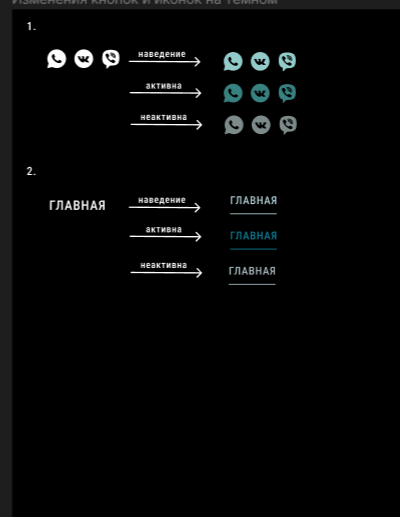 Изменения кнопок и иконок на темном
1.
наведение
активна
неактивна
2.
ГЛАВНАЯ
наведение
ГЛАВНАЯ
активна
ГЛАВНАЯ
неактивна
ГЛАВНАЯ